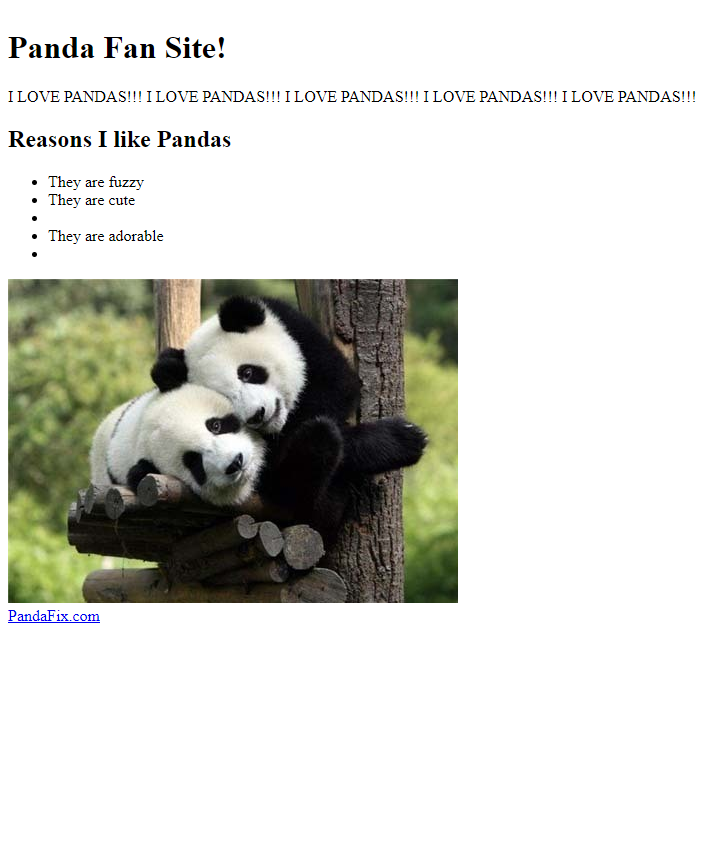 Panda Fan Site!
I LOVE PANDAS!!! I LOVE PANDAS!!! I LOVE PANDAS!!! I LOVE PANDAS!!! I LOVE PANDAS!!!
Reasons I like Pandas
They are fuzzy
They are cute
They are adorable
PandaFix.com